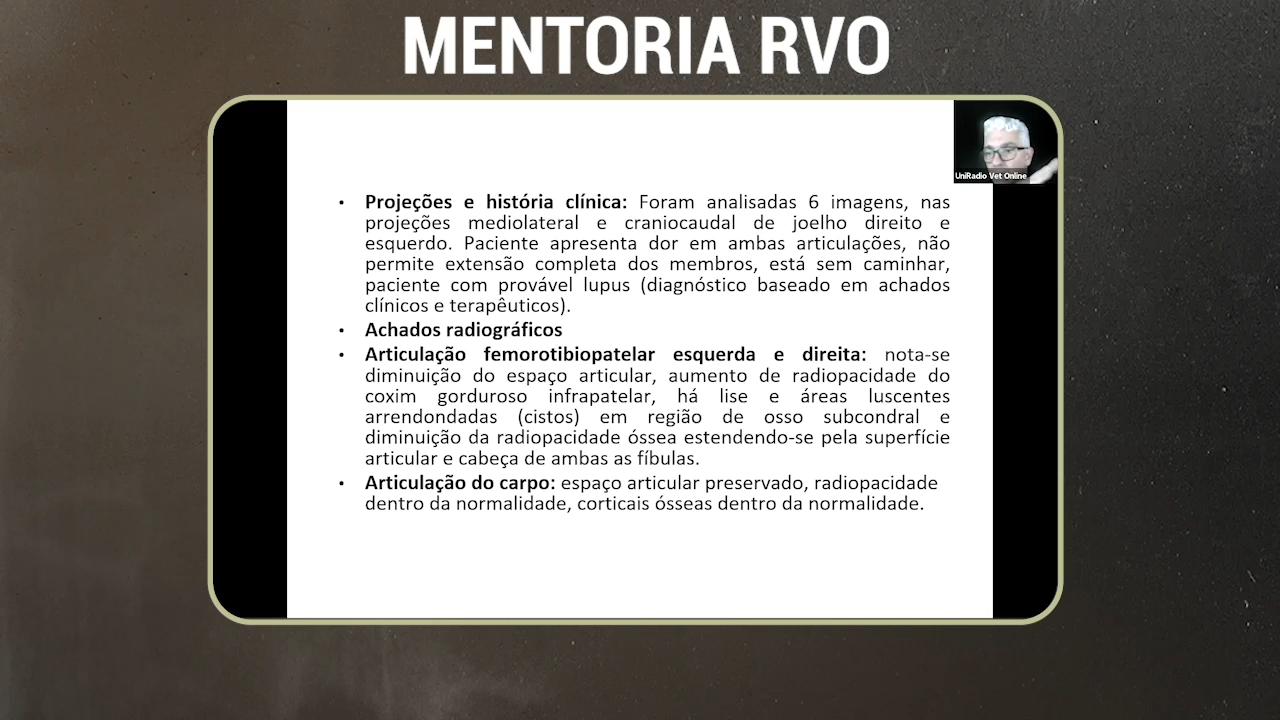 MENTORIA RVO
UniRadio Vet Online
• Projeções e história clínica: Foram analisadas 6 imagens, nas
projeções mediolateral e craniocaudal de joelho direito e
esquerdo. Paciente apresenta dor em ambas articulações, não
permite extensão completa dos membros, está sem caminhar,
paciente com provável lupus (diagnóstico baseado em achados
clínicos e terapêuticos).
• Achados radiográficos
• Articulação femorotibiopatelar esquerda e direita: nota-se
diminuição do espaço articular, aumento de radiopacidade do
coxim gorduroso infrapatelar, há lise e áreas luscentes
arrendondadas (cistos) em região de osso subcondral e
diminuição da radiopacidade óssea estendendo-se pela superfície
articular e cabeça de ambas as fíbulas.
• Articulação do carpo: espaço articular preservado, radiopacidade
dentro da normalidade, corticais ósseas dentro da normalidade.